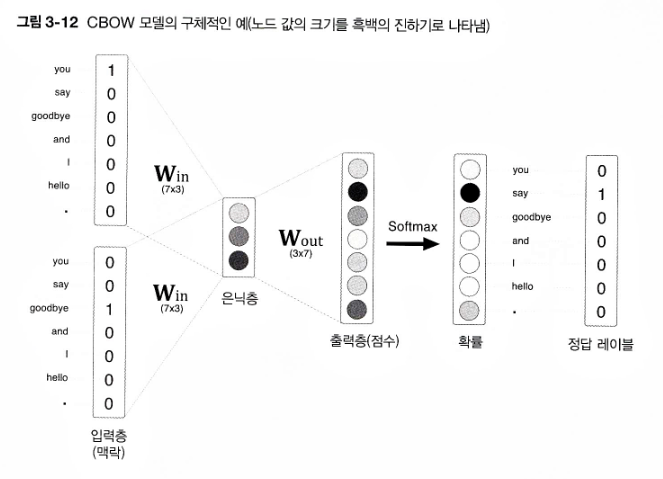 그림 3-12 CBOW 모델의 구체적인 예(노드 값의 크기를 흑백의 진하기로 나타냄)
you 1
say 0
goodbye 0
and 0
I 0
hello 0
. 0
you 0
say 0
goodbye 1
and 0
I 0
hello 0
. 0
입력층
(맥락)
Win
(7x3)
Win
(7x3)
은닉층
Wout
(3x7)
출력층(점수)
Softmax
확률
you 0
say 1
goodbye 0
and 0
I 0
hello 0
. 0
정답 레이블